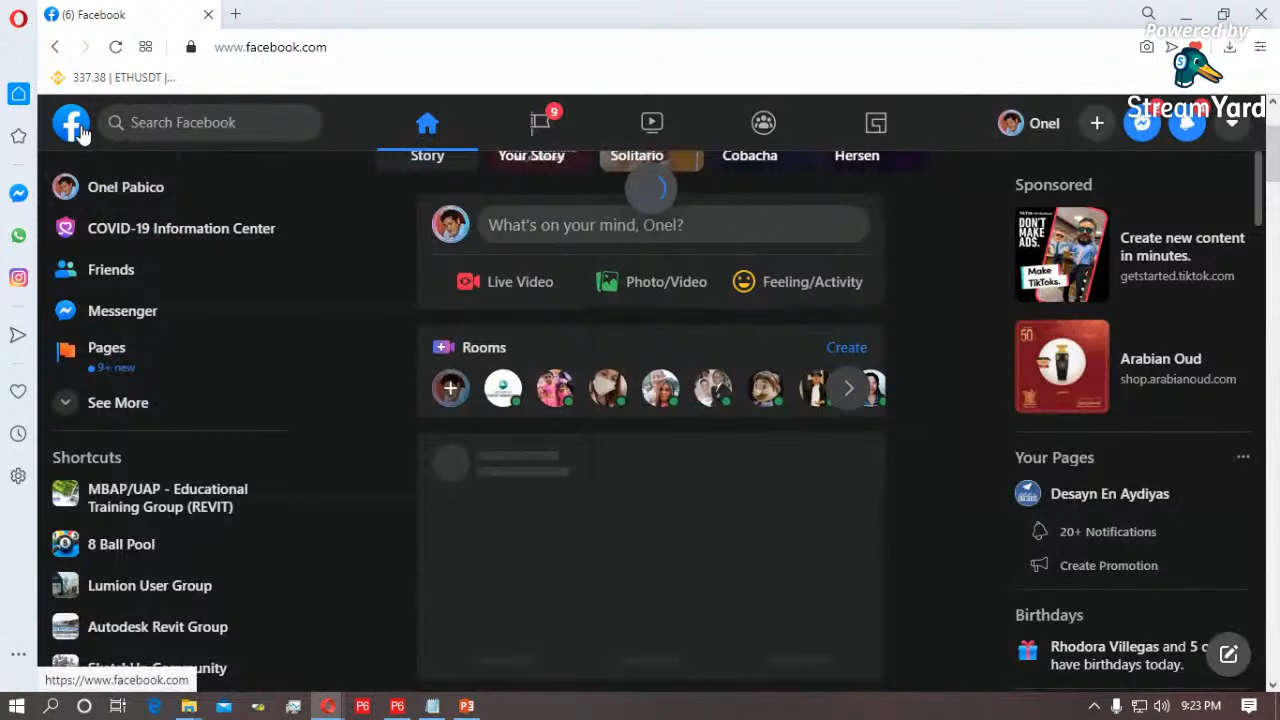 (6) Facebook
Powered by
www.facebook.com
337.38 | ETHUSDT |...
StreamYard
Search Facebook
9
Onel
Story
Your Story
Solitario
Cobacha
Hersen
Onel Pabico
COVID-19 Information Center
Friends
Messenger
Pages
9+ new
See More
Shortcuts
MBAP/UAP - Educational
Training Group (REVIT)
8 Ball Pool
Lumion User Group
Autodesk Revit Group
SketchUp Community
https://www.facebook.com
What's on your mind, Onel?
Live Video
Photo/Video
Feeling/Activity
Rooms
Create
Sponsored
DON'T
MAKE
ADS.
Make
TikToks.
Create new content
in minutes.
getstarted.tiktok.com
Arabian Oud
shop.arabianoud.com
Your Pages
Desayn En Aydiyas
20+ Notifications
Create Promotion
Birthdays
Rhodora Villegas and 5 o
have birthdays today.
P6
P6
9:23 PM